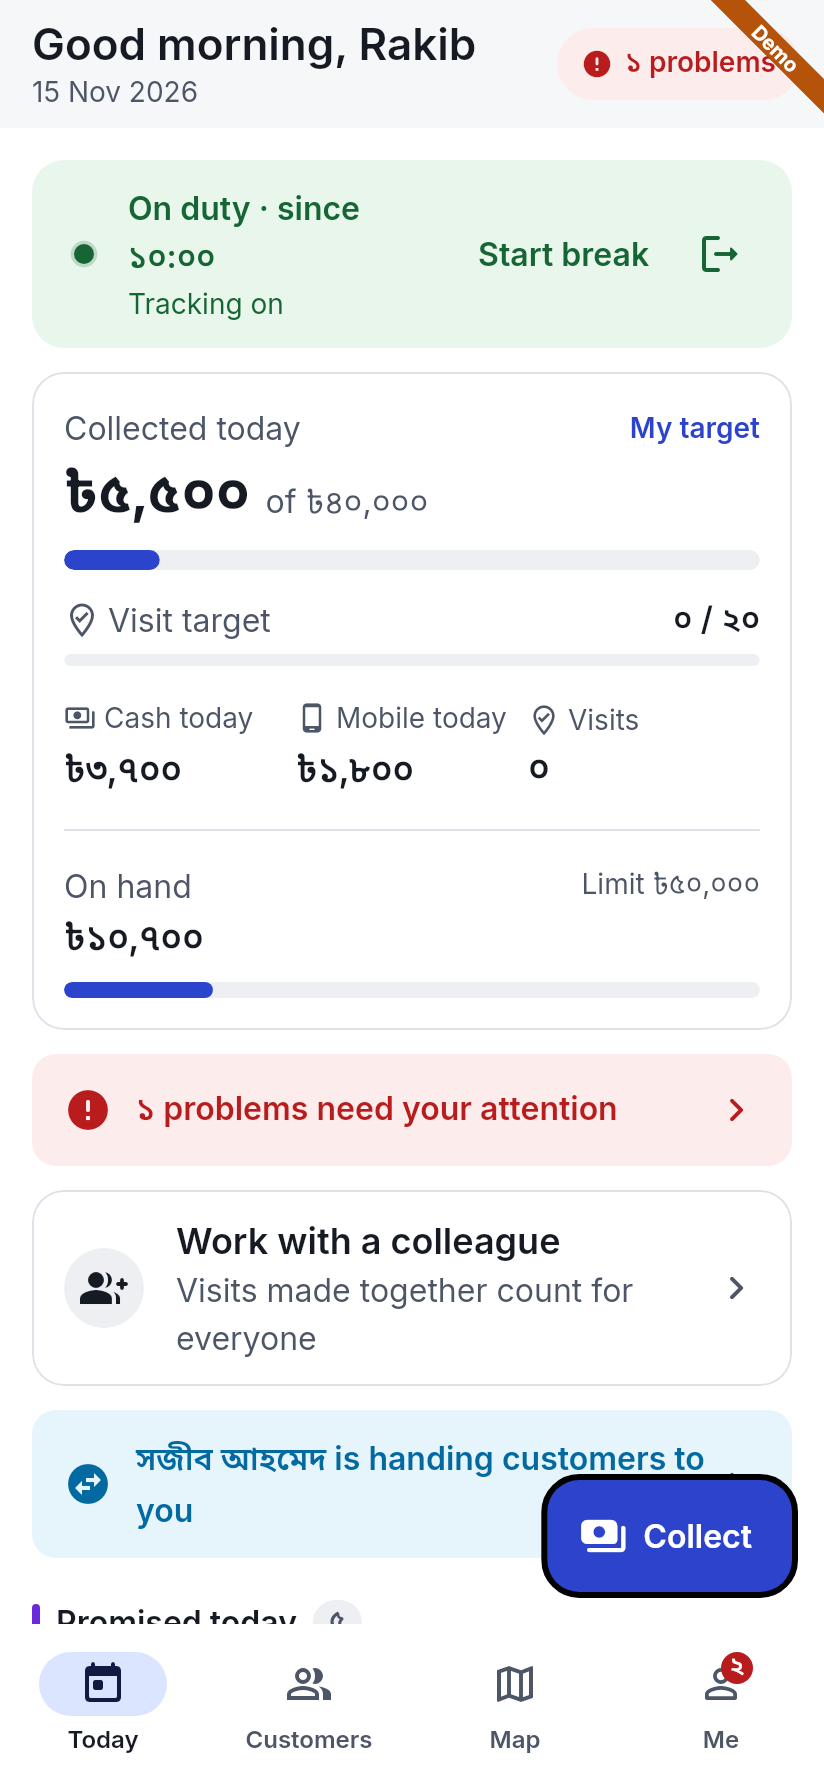 Good morning, Rakib
15 Nov 2026
১ problems
Demo
On duty · since
১০:০০
Tracking on
Start break
Collected today
My target
৳৫,৫০০ of ৳৪০,০০০
Visit target
০ / ২০
Cash today
Mobile today
Visits
৳৩,৭০০
৳১,৮০০
০
On hand
Limit ৳৫০,০০০
৳১০,৭০০
১ problems need your attention
Work with a colleague
Visits made together count for
everyone
সজীব আহমেদ is handing customers to
you
Collect
Promised today ৫
Today
Customers
Map
২
Me